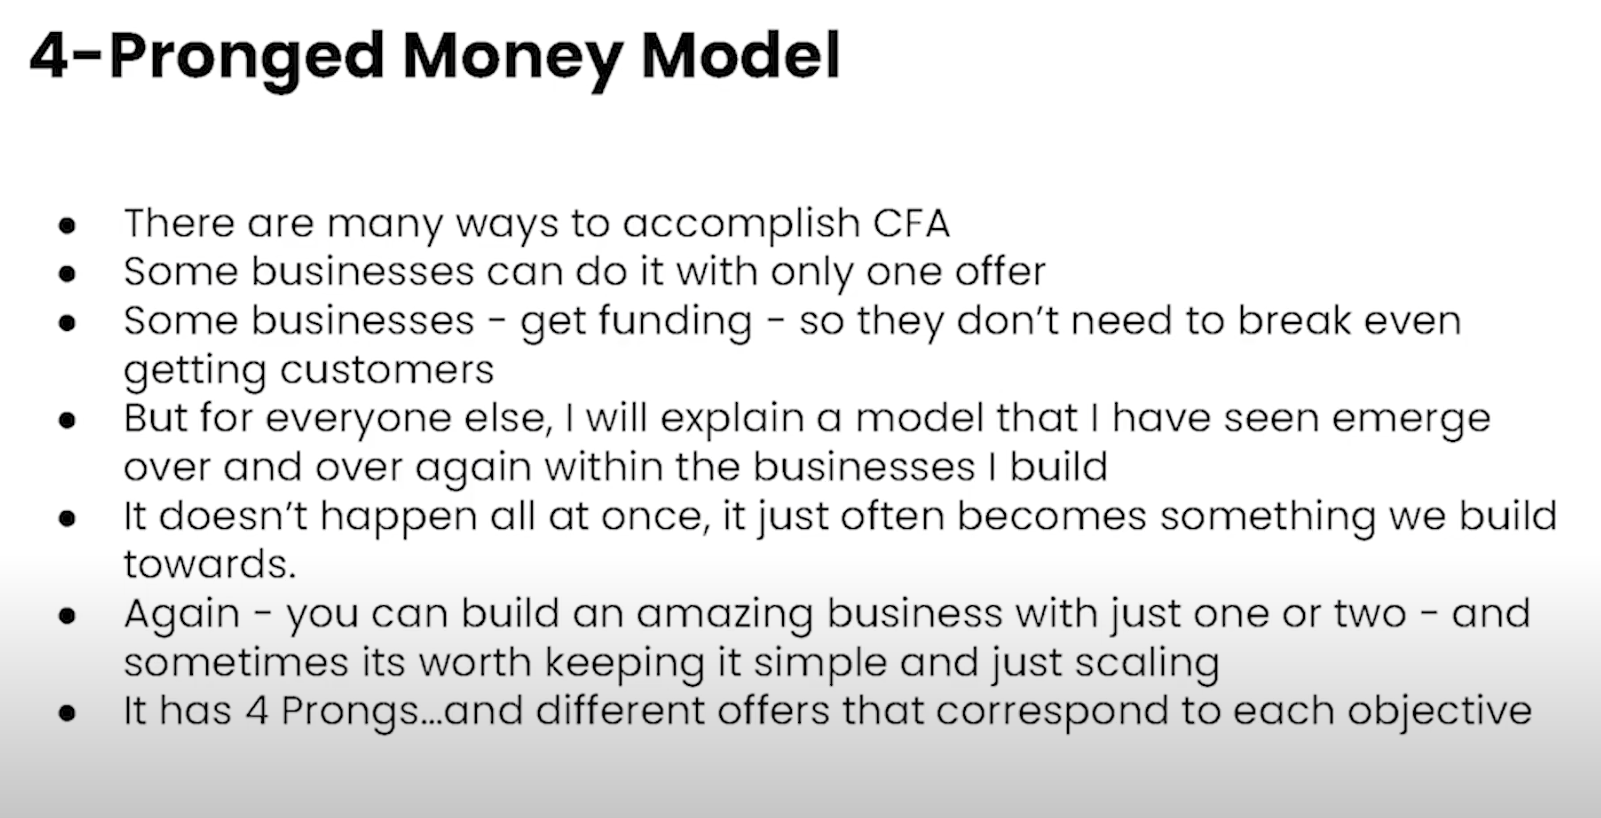 4-Pronged Money Model
● There are many ways to accomplish CFA
● Some businesses can do it with only one offer
● Some businesses - get funding - so they don’t need to break even
getting customers
● But for everyone else, I will explain a model that I have seen emerge
over and over again within the businesses I build
● It doesn’t happen all at once, it just often becomes something we build
towards.
● Again - you can build an amazing business with just one or two - and
sometimes its worth keeping it simple and just scaling
● It has 4 Prongs...and different offers that correspond to each objective